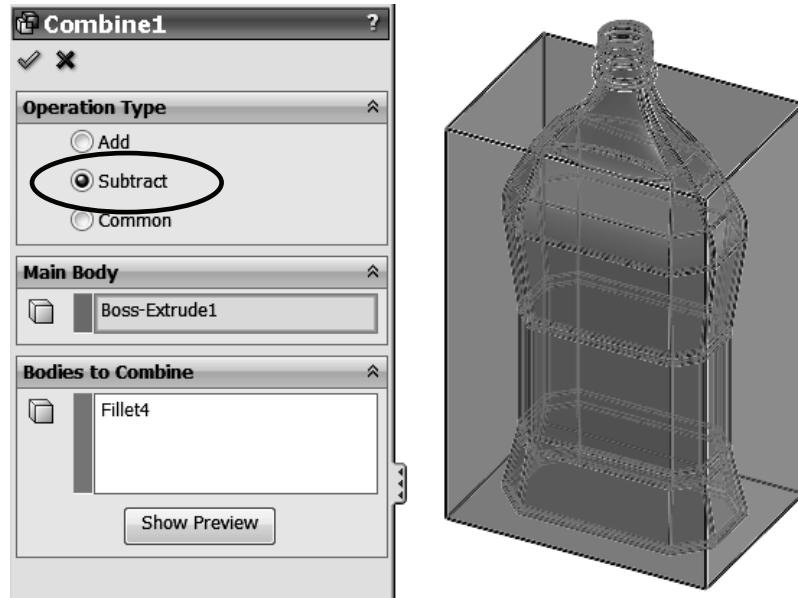 Combine1 ?
Operation Type
Add
Subtract
Common
Main Body
Boss-Extrude1
Bodies to Combine
Fillet4
Show Preview